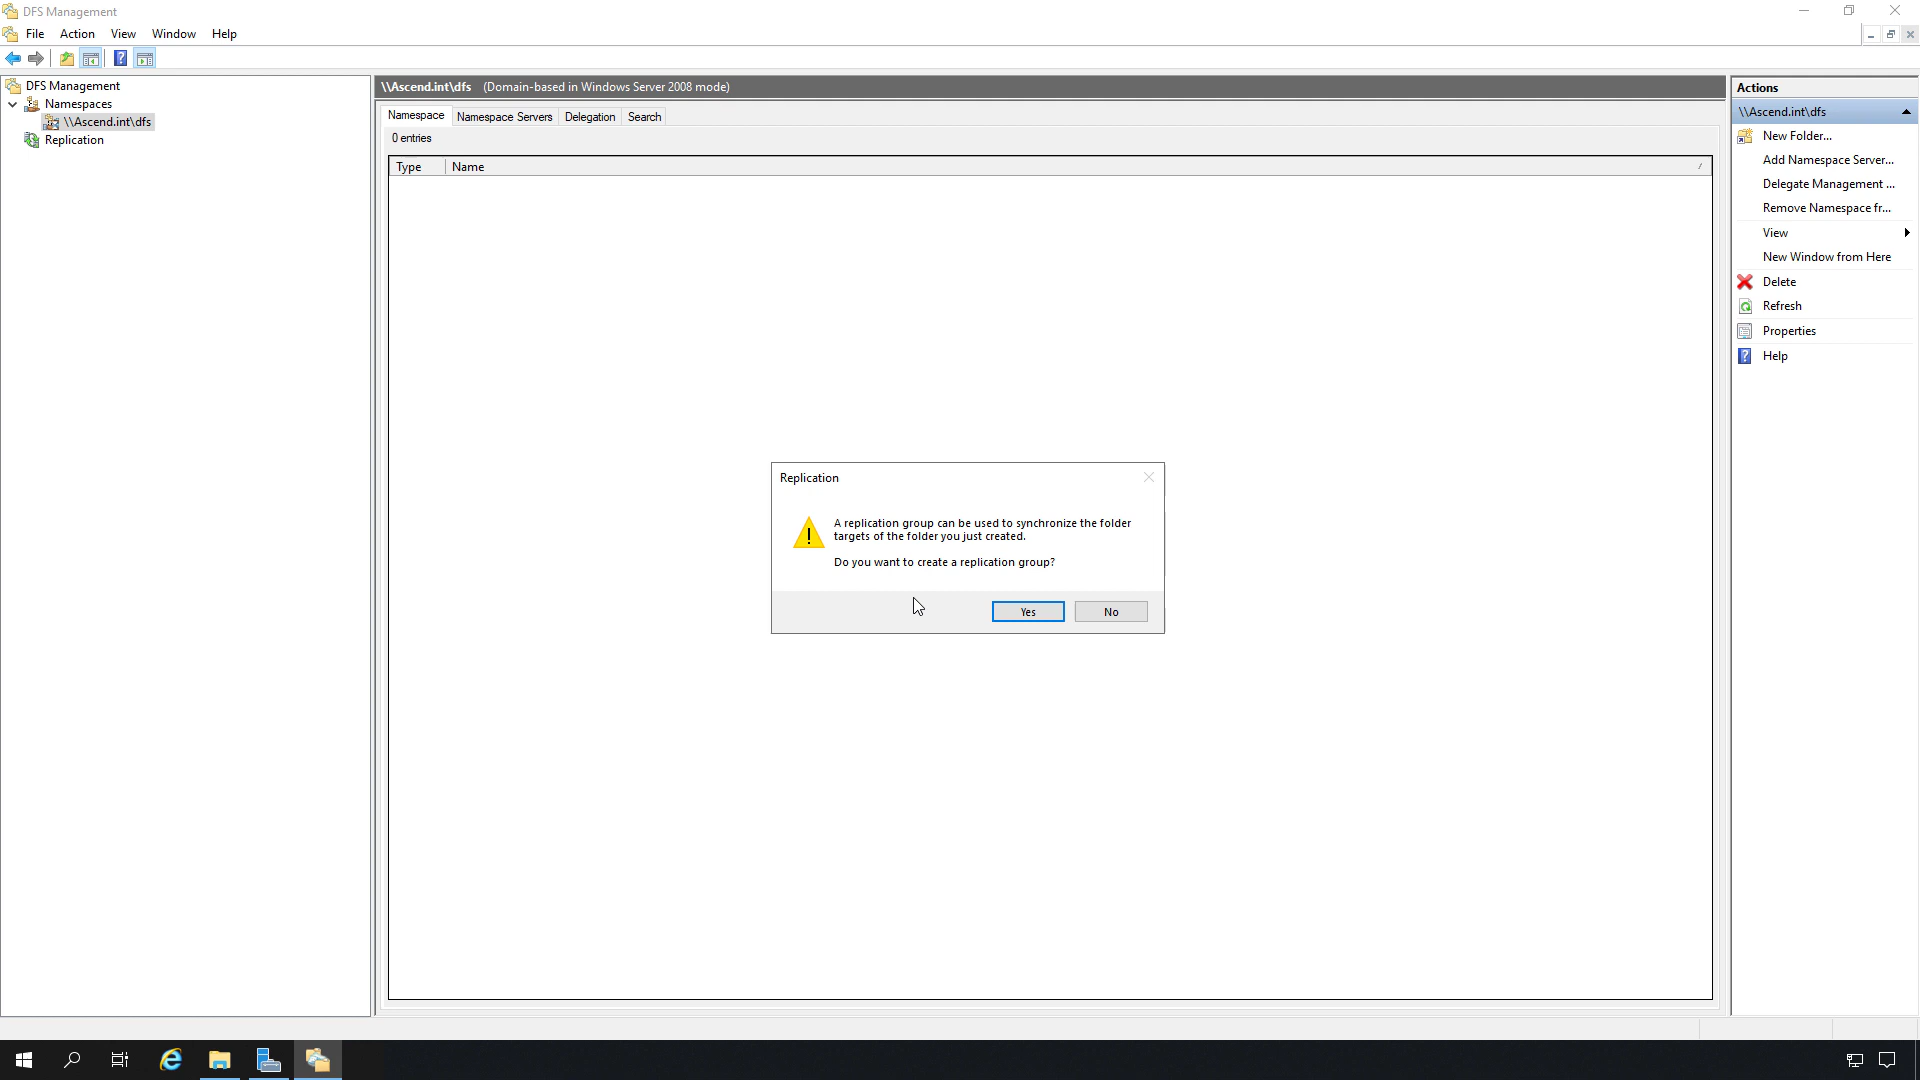 DFS Management
File Action View Window Help
DFS Management
Namespaces
\\Ascend.int\dfs
Replication
\\Ascend.int\dfs (Domain-based in Windows Server 2008 mode)
Namespace Namespace Servers Delegation Search
0 entries
Type Name
Replication
A replication group can be used to synchronize the folder
targets of the folder you just created.
Do you want to create a replication group?
Yes No
Actions
\\Ascend.int\dfs
New Folder...
Add Namespace Server...
Delegate Management ...
Remove Namespace fr...
View
New Window from Here
Delete
Refresh
Properties
Help